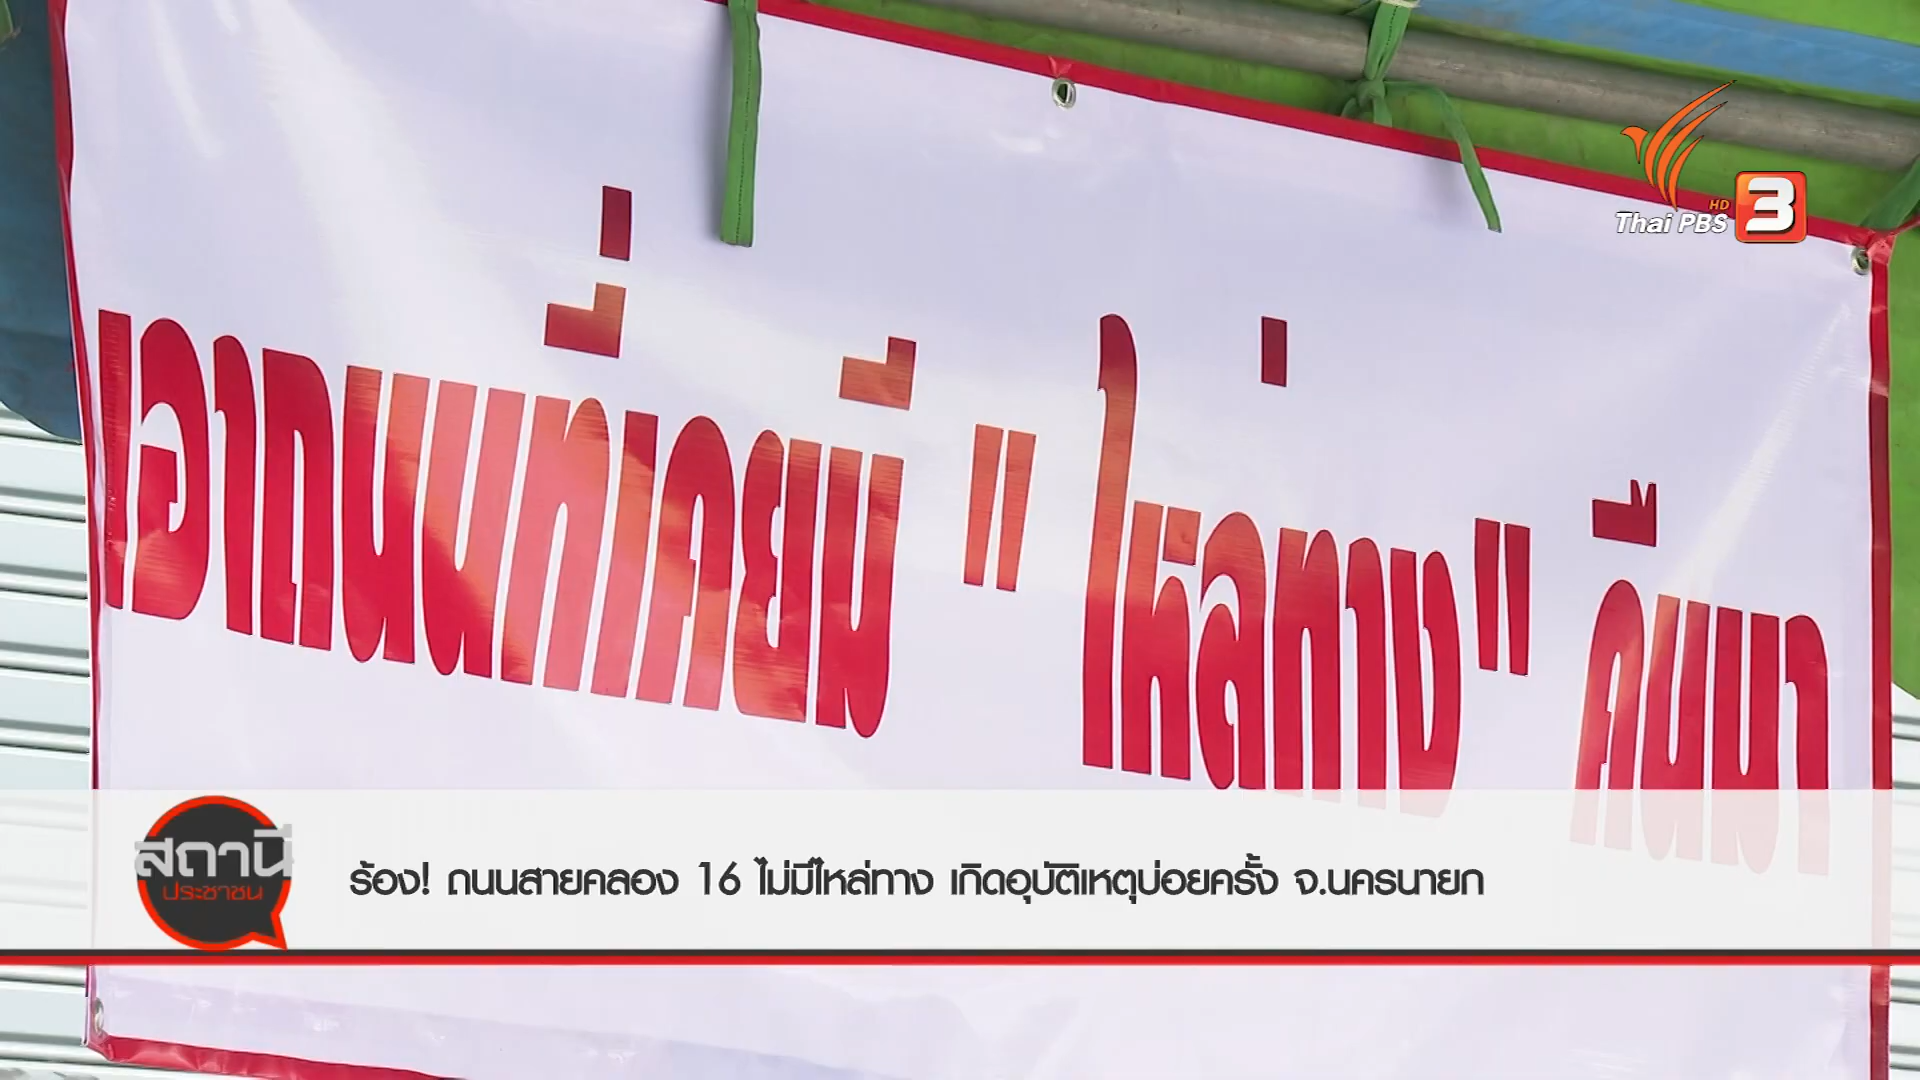 HD
Thai PBS 3
เอาถนนที่เคยมี " ไหล่ทาง " คืนมา
สถานี
ประชาชน
ร้อง! ถนนสายคลอง 16 ไม่มีไหล่ทาง เกิดอุบัติเหตุบ่อยครั้ง จ.นครนายก